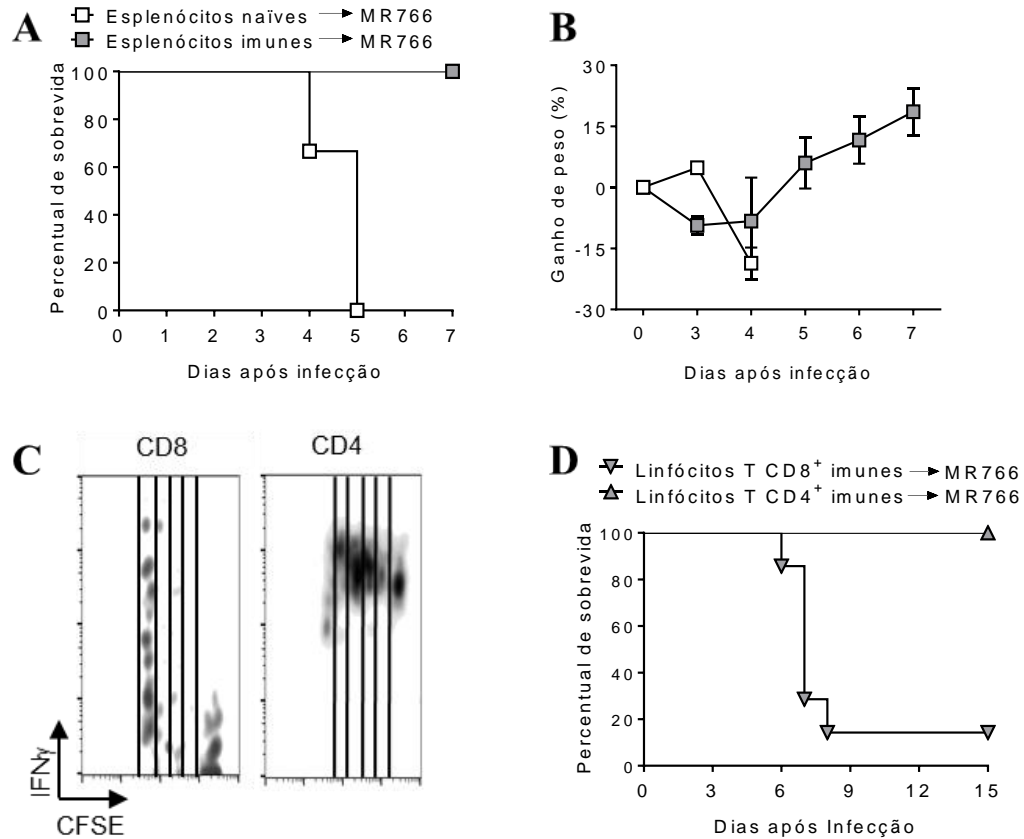 A
Esplenócitos naïves → MR766
Esplenócitos imunes → MR766
Percentual de sobrevida
100
80
60
40
20
0
0 1 2 3 4 5 6 7
Dias após infecção
B
Ganho de peso (%)
30
15
0
-15
-30
0 3 4 5 6 7
Dias após infecção
C
CD8
CD4
IFNγ
CFSE
D
Linfócitos T CD8+ imunes → MR766
Linfócitos T CD4+ imunes → MR766
Percentual de sobrevida
100
80
60
40
20
0
0 3 6 9 12 15
Dias após Infecção